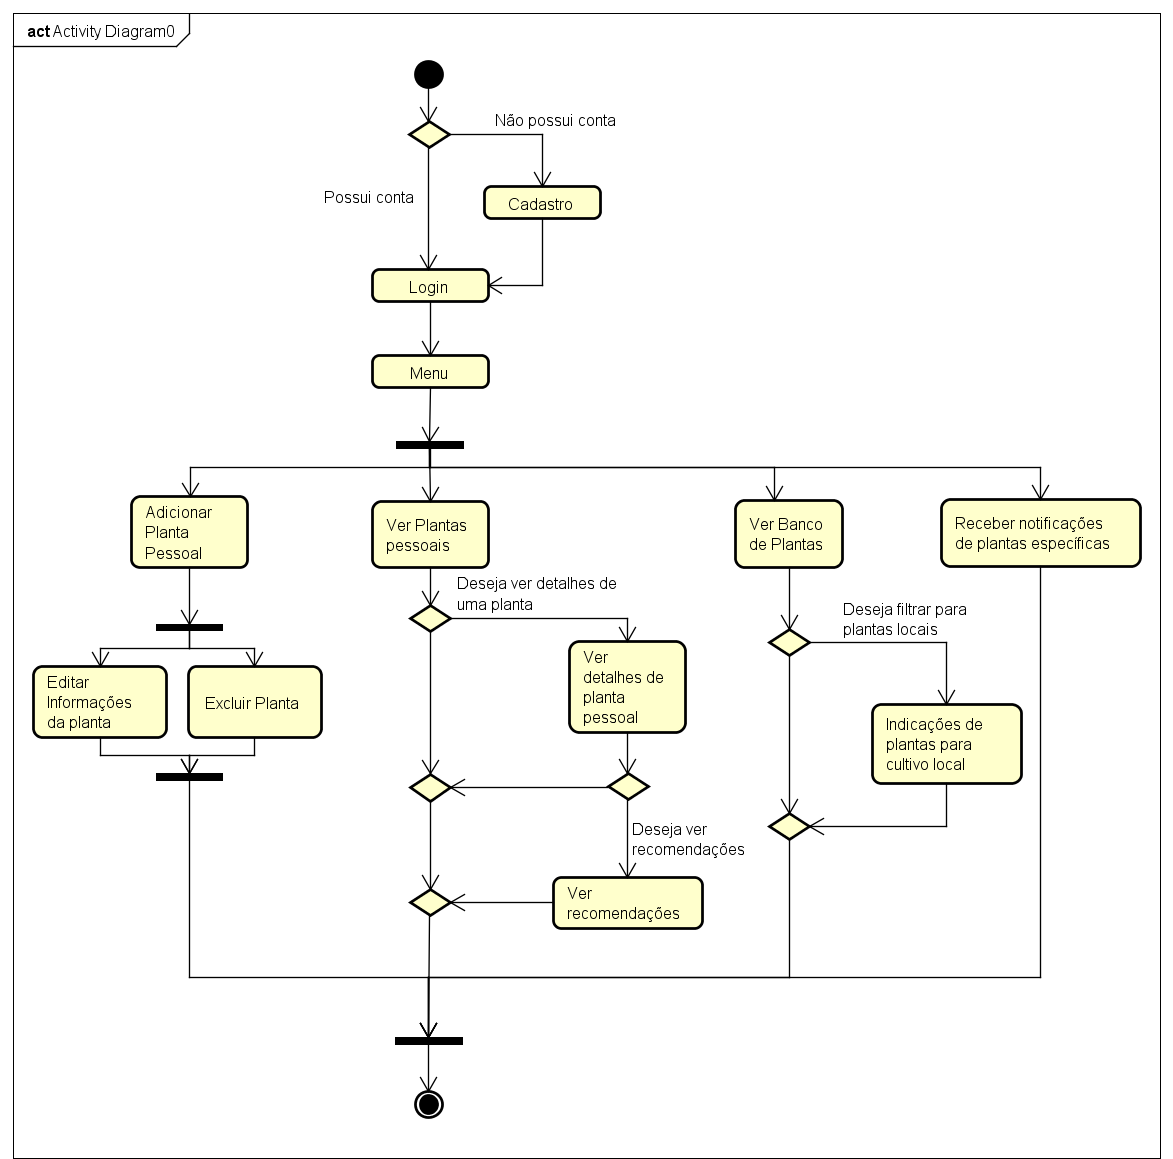 act Activity Diagram0
Não possui conta
Possui conta
Cadastro
Login
Menu
Adicionar
Planta
Pessoal
Ver Plantas
pessoais
Ver Banco
de Plantas
Receber notificações
de plantas específicas
Deseja ver detalhes de
uma planta
Deseja filtrar para
plantas locais
Editar
Informações
da planta
Excluir Planta
Ver
detalhes de
planta
pessoal
Indicações de
plantas para
cultivo local
Deseja ver
recomendações
Ver
recomendações